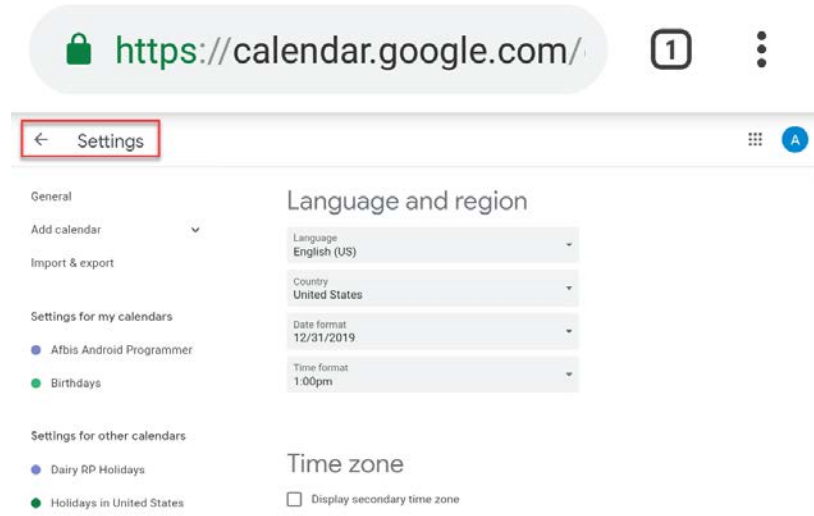 https://calendar.google.com/
1
Settings
A
General
Add calendar
Import & export
Settings for my calendars
Afbis Android Programmer
Birthdays
Settings for other calendars
Dairy RP Holidays
Holidays in United States
Language and region
Language
English (US)
Country
United States
Date format
12/31/2019
Time format
1:00pm
Time zone
Display secondary time zone